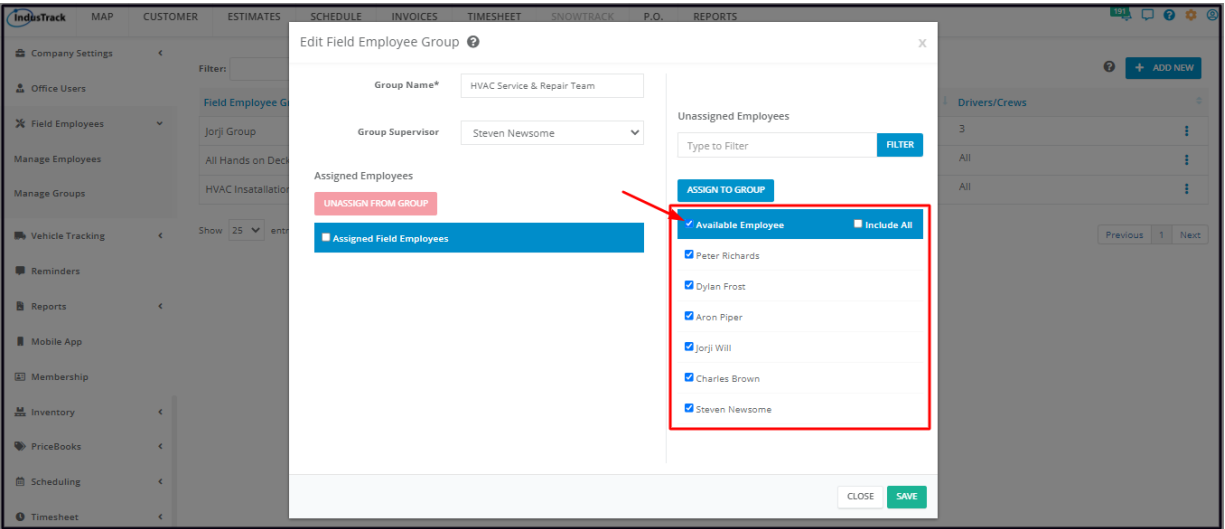 IndusTrack MAP CUSTOMER ESTIMATES SCHEDULE INVOICES TIMESHEET SNOWTRACK P.O. REPORTS 191
Company Settings
Office Users
Field Employees
Manage Employees
Manage Groups
Vehicle Tracking
Reminders
Reports
Mobile App
Membership
Inventory
PriceBooks
Scheduling
Timesheet
Filter:
+ ADD NEW
Field Employee Gr
Drivers/Crews
Jorji Group
3
All Hands on Deck
All
HVAC Insatallation
All
Show 25 entr
Previous 1 Next
Edit Field Employee Group
X
Group Name*
HVAC Service & Repair Team
Group Supervisor
Steven Newsome
Assigned Employees
UNASSIGN FROM GROUP
Assigned Field Employees
Unassigned Employees
Type to Filter
FILTER
ASSIGN TO GROUP
Available Employee
Include All
Peter Richards
Dylan Frost
Aron Piper
Jorji Will
Charles Brown
Steven Newsome
CLOSE
SAVE